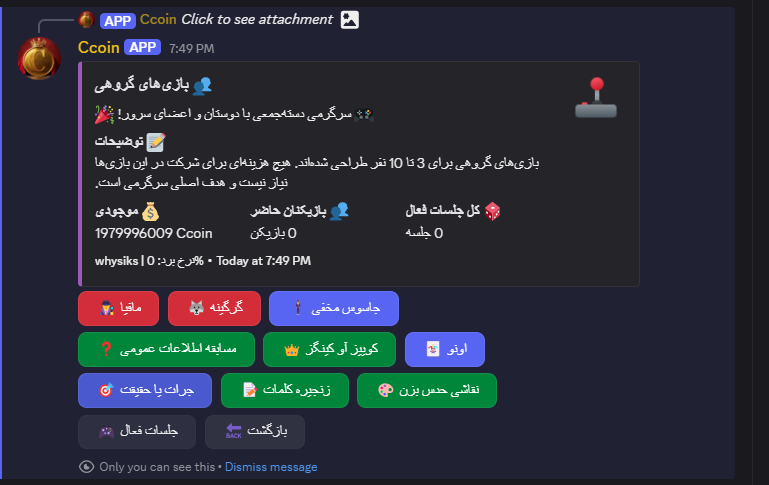 APP Ccoin Click to see attachment
Ccoin APP 7:49 PM
بازی‌های گروهی
سرگرمی دسته‌جمعی با دوستان و اعضای سرور!
توضیحات
بازی‌های گروهی برای 3 تا 10 نفر طراحی شده‌اند. هیچ هزینه‌ای برای شرکت در این بازی‌ها
نیاز نیست و هدف اصلی سرگرمی است.
موجودی بازیکنان حاضر کل جلسات فعال
1979996009 Ccoin 0 بازیکن 0 جلسه
whysiks | نرخ برد: 0% • Today at 7:49 PM
مافیا گرگینه جاسوس مخفی
مسابقه اطلاعات عمومی کوییز آو کینگز اونو
جرات یا حقیقت زنجیره کلمات نقاشی حدس بزن
جلسات فعال بازگشت BACK
Only you can see this • Dismiss message